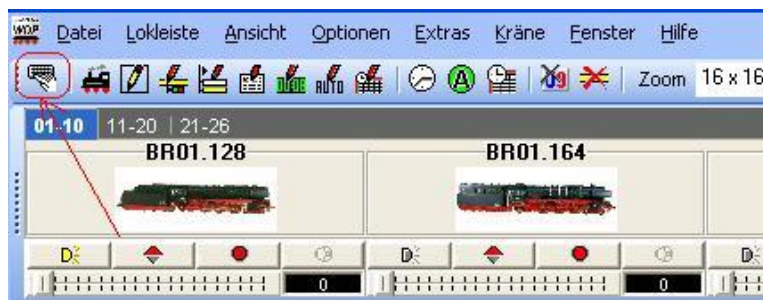 WDP Datei Lokleiste Ansicht Optionen Extras Kräne Fenster Hilfe
AUTO A Zoom 16 x 16
01-10 11-20 | 21-26
BR01.128 BR01.164
D D D
0 0